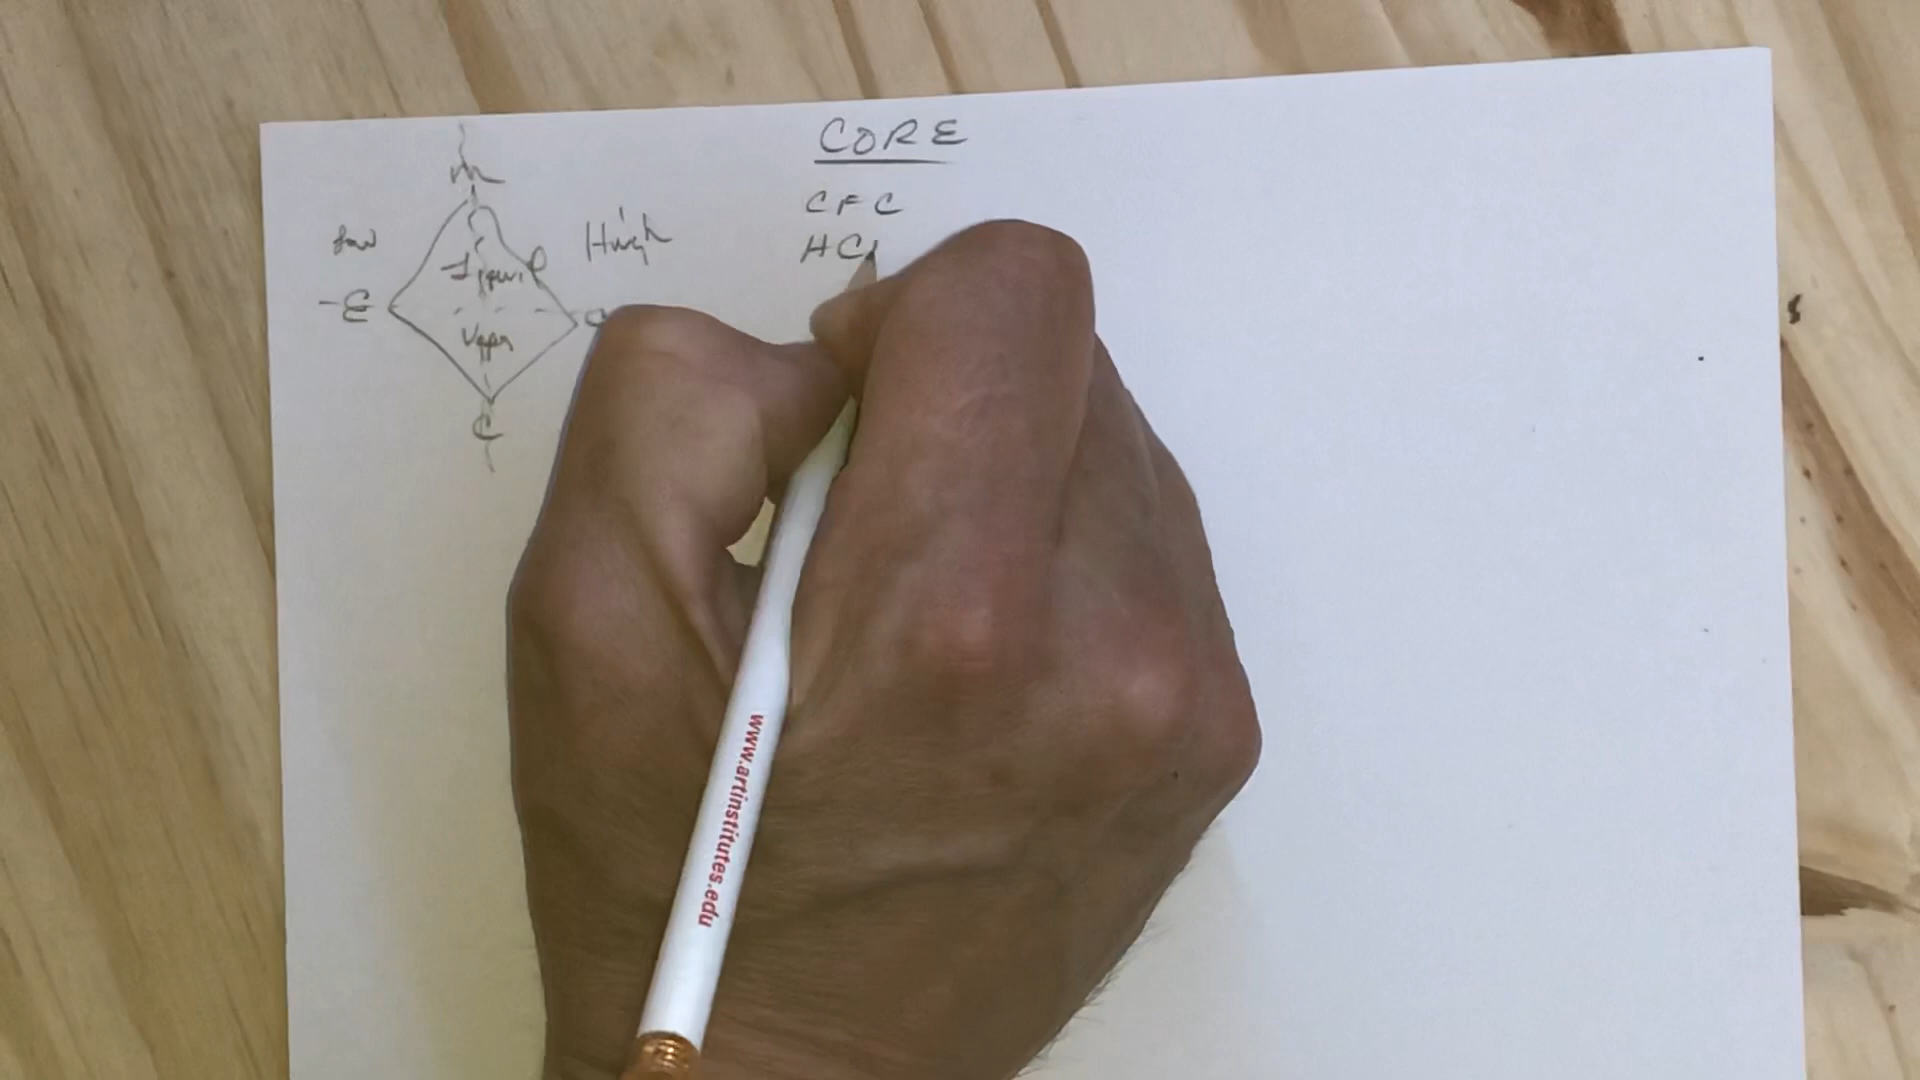 CORE
CFC
HC
m
Low
High
Liquid
-E
Vapor
C
www.artinstitutes.edu